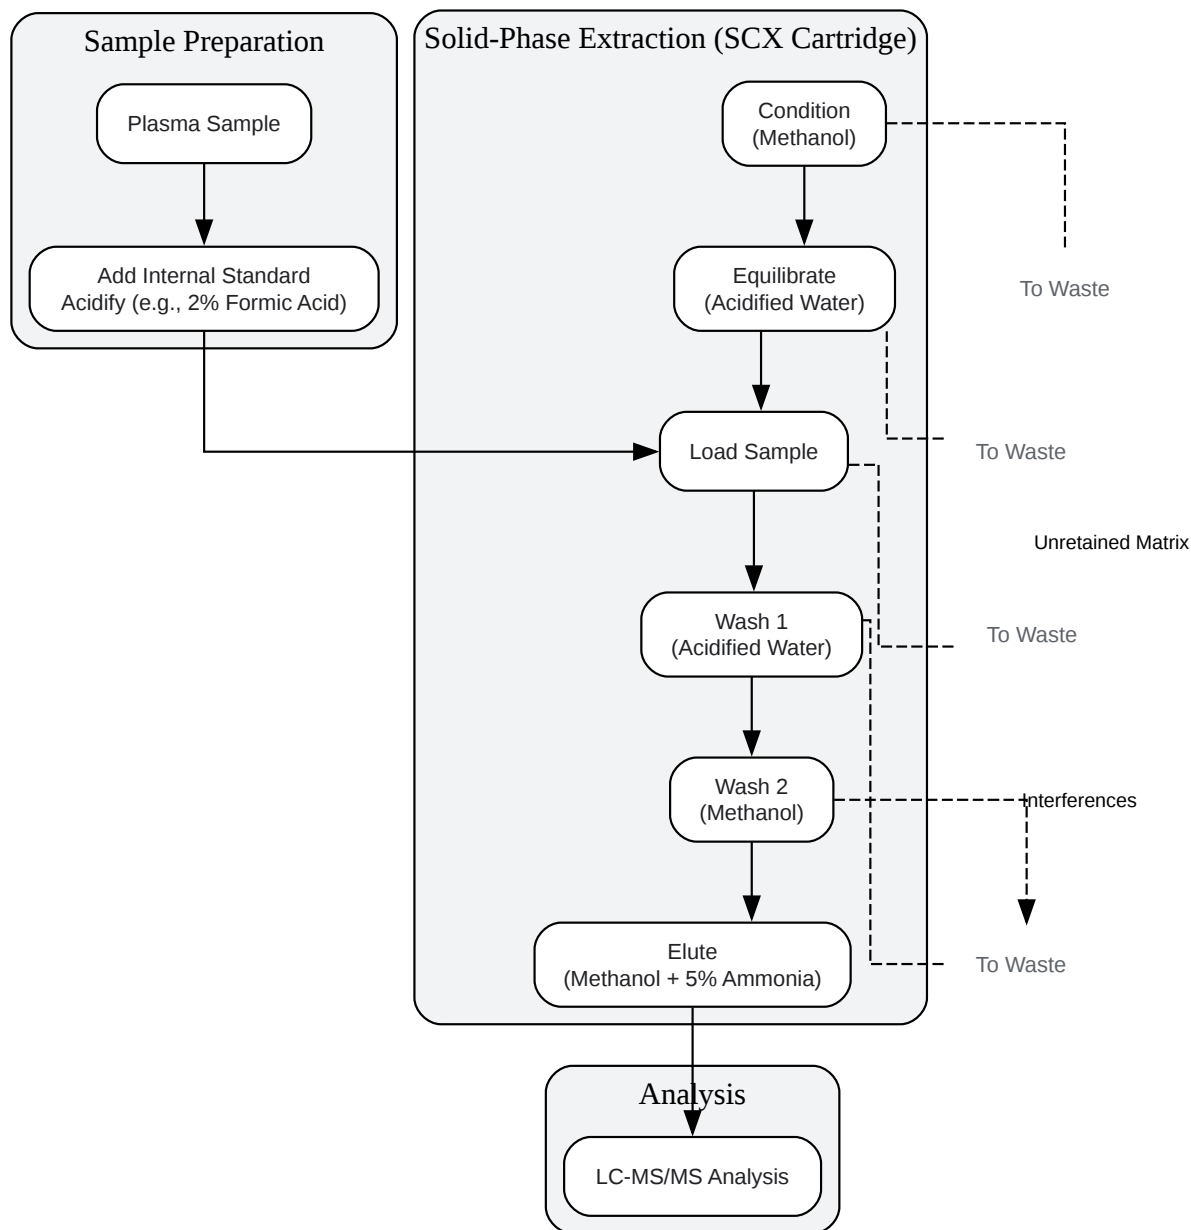 Sample Preparation
Plasma Sample
Add Internal Standard
Acidify (e.g., 2% Formic Acid)
Solid-Phase Extraction (SCX Cartridge)
Condition
(Methanol)
To Waste
Equilibrate
(Acidified Water)
To Waste
Load Sample
Unretained Matrix
To Waste
Wash 1
(Acidified Water)
Wash 2
(Methanol)
Interferences
To Waste
Elute
(Methanol + 5% Ammonia)
Analysis
LC-MS/MS Analysis